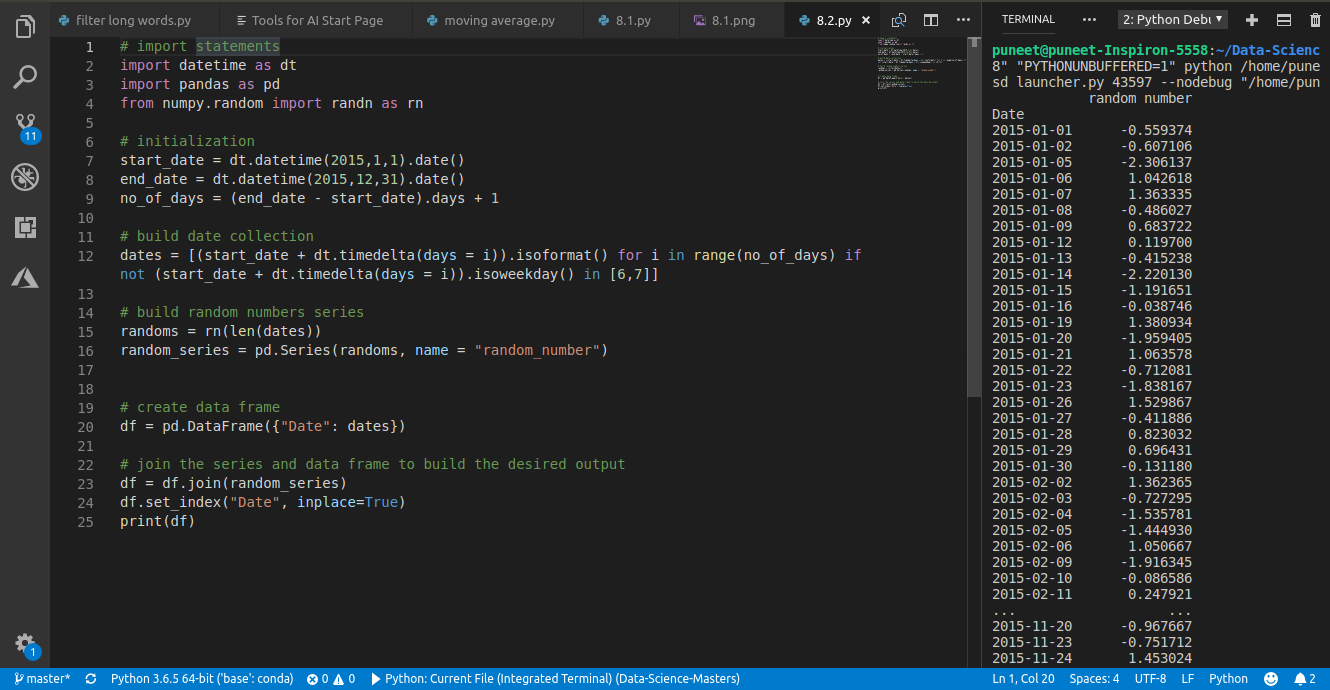 filter long words.py
Tools for AI Start Page
moving average.py
8.1.py
8.1.png
8.2.py
1 # import statements
2 import datetime as dt
3 import pandas as pd
4 from numpy.random import randn as rn
5
6 # initialization
7 start_date = dt.datetime(2015,1,1).date()
8 end_date = dt.datetime(2015,12,31).date()
9 no_of_days = (end_date - start_date).days + 1
10
11 # build date collection
12 dates = [(start_date + dt.timedelta(days = i)).isoformat() for i in range(no_of_days) if
not (start_date + dt.timedelta(days = i)).isoweekday() in [6,7]]
13
14 # build random numbers series
15 randoms = rn(len(dates))
16 random_series = pd.Series(randoms, name = "random_number")
17
18
19 # create data frame
20 df = pd.DataFrame({"Date": dates})
21
22 # join the series and data frame to build the desired output
23 df = df.join(random_series)
24 df.set_index("Date", inplace=True)
25 print(df)
11
1
TERMINAL
2: Python Debu
puneet@puneet-Inspiron-5558:~/Data-Scienc
8" "PYTHONUNBUFFERED=1" python /home/pune
sd launcher.py 43597 --nodebug "/home/pun
random number
Date
2015-01-01 -0.559374
2015-01-02 -0.607106
2015-01-05 -2.306137
2015-01-06 1.042618
2015-01-07 1.363335
2015-01-08 -0.486027
2015-01-09 0.683722
2015-01-12 0.119700
2015-01-13 -0.415238
2015-01-14 -2.220130
2015-01-15 -1.191651
2015-01-16 -0.038746
2015-01-19 1.380934
2015-01-20 -1.959405
2015-01-21 1.063578
2015-01-22 -0.712081
2015-01-23 -1.838167
2015-01-26 1.529867
2015-01-27 -0.411886
2015-01-28 0.823032
2015-01-29 0.696431
2015-01-30 -0.131180
2015-02-02 1.362365
2015-02-03 -0.727295
2015-02-04 -1.535781
2015-02-05 -1.444930
2015-02-06 1.050667
2015-02-09 -1.916345
2015-02-10 -0.086586
2015-02-11 0.247921
... ...
2015-11-20 -0.967667
2015-11-23 -0.751712
2015-11-24 1.453024
master* Python 3.6.5 64-bit ('base': conda) 0 0 Python: Current File (Integrated Terminal) (Data-Science-Masters) Ln 1, Col 20 Spaces: 4 UTF-8 LF Python 2